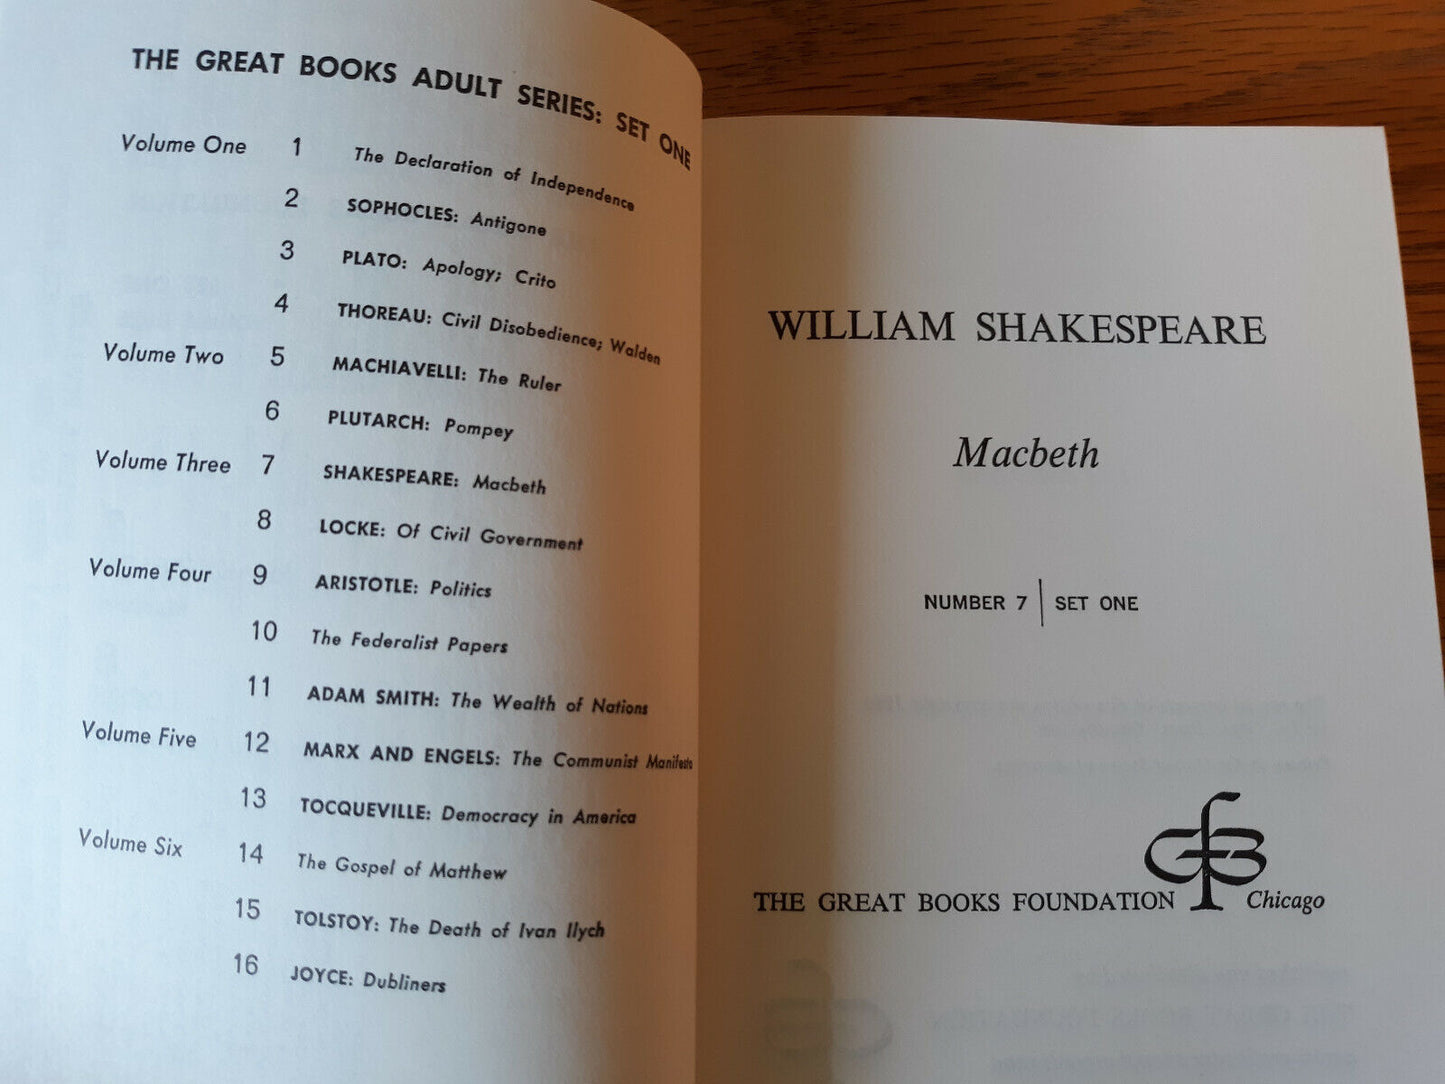 THE GREAT BOOKS ADULT SERIES: SET ONE
Volume One 1 The Declaration of Independence
2 SOPHOCLES: Antigone
3 PLATO: Apology; Crito
4 THOREAU: Civil Disobedience; Walden
Volume Two 5 MACHIAVELLI: The Ruler
6 PLUTARCH: Pompey
Volume Three 7 SHAKESPEARE: Macbeth
8 LOCKE: Of Civil Government
Volume Four 9 ARISTOTLE: Politics
10 The Federalist Papers
11 ADAM SMITH: The Wealth of Nations
Volume Five 12 MARX AND ENGELS: The Communist Manifesto
13 TOCQUEVILLE: Democracy in America
Volume Six 14 The Gospel of Matthew
15 TOLSTOY: The Death of Ivan Ilych
16 JOYCE: Dubliners
WILLIAM SHAKESPEARE
Macbeth
NUMBER 7 | SET ONE
GBF
THE GREAT BOOKS FOUNDATION Chicago